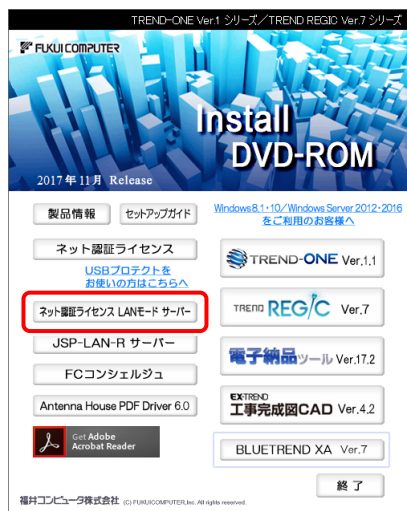 TREND-ONE Ver.1 シリーズ／TREND REGIC Ver.7 シリーズ
FUKUI COMPUTER
Install
DVD-ROM
2017年11月 Release
製品情報
セットアップガイド
Windows8.1・10／Windows Server 2012・2016
をご利用のお客様へ
ネット認証ライセンス
USBプロテクトを
お使いの方はこちらへ
ネット認証ライセンス LANモード サーバー
JSP-LAN-R サーバー
FCコンシェルジュ
Antenna House PDF Driver 6.0
Get Adobe
Acrobat Reader
TREND-ONE Ver.1.1
TREND REGIC Ver.7
電子納品ツール Ver.17.2
EX-TREND
工事完成図CAD Ver.4.2
BLUETREND XA Ver.7
終了
福井コンピュータ株式会社 (C) FUKUICOMPUTER,Inc. All rights reserved.